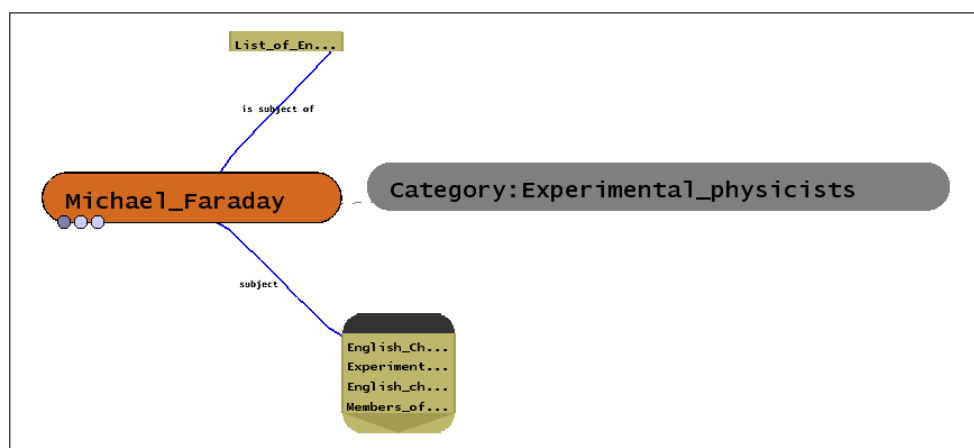 List_of_En...
is subject of
Michael_Faraday
Category:Experimental_physicists
subject
English_Ch...
Experiment...
English_ch...
Members_of...